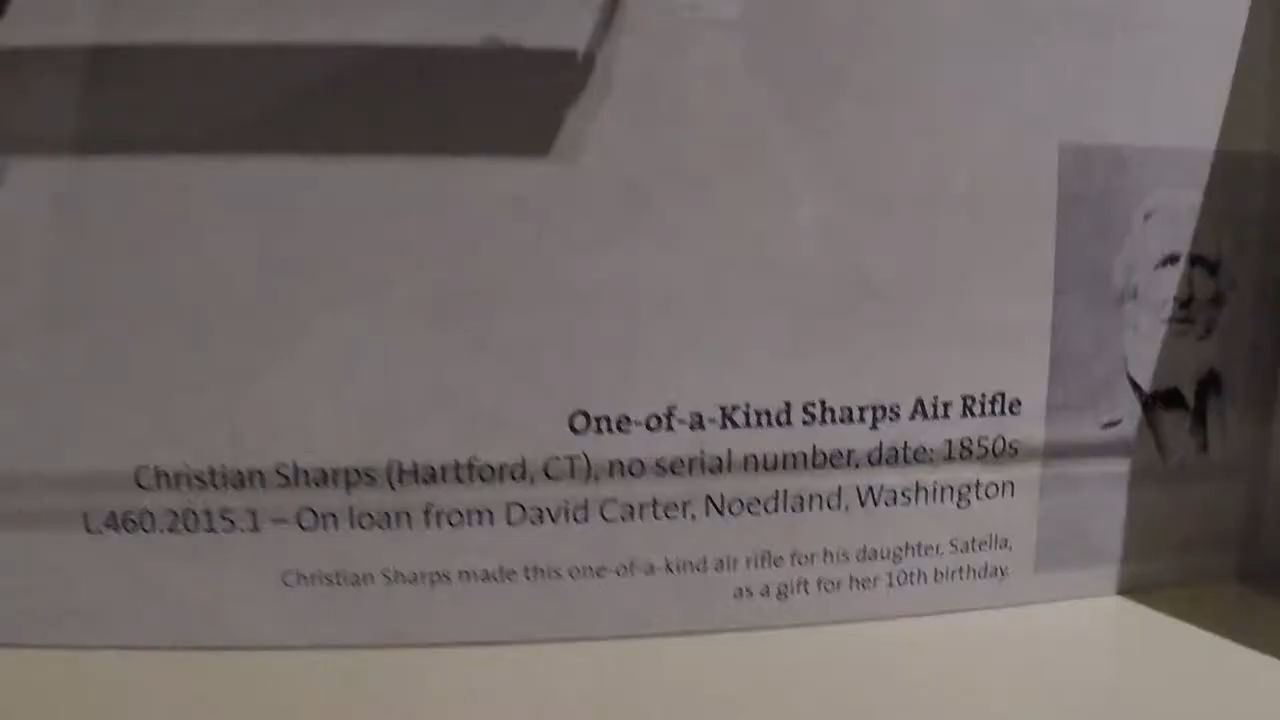 One-of-a-Kind Sharps Air Rifle
Christian Sharps (Hartford, CT), no serial number, date: 1850s
L460.2015.1 – On loan from David Carter, Noedland, Washington
Christian Sharps made this one-of-a-kind air rifle for his daughter, Satella,
as a gift for her 10th birthday.